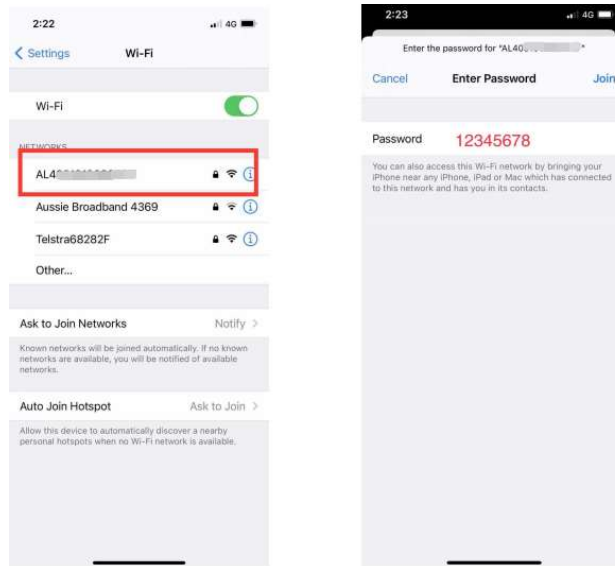 2:22
4G
Settings
Wi-Fi
Wi-Fi
NETWORKS
AL4
Aussie Broadband 4369
Telstra68282F
Other...
Ask to Join Networks Notify
Known networks will be joined automatically. If no known
networks are available, you will be notified of available
networks.
Auto Join Hotspot Ask to Join
Allow this device to automatically discover a nearby
personal hotspots when no Wi-Fi network is available.
2:23
4G
Enter the password for "AL40 "
Cancel Enter Password Join
Password 12345678
You can also access this Wi-Fi network by bringing your
iPhone near any iPhone, iPad or Mac which has connected
to this network and has you in its contacts.